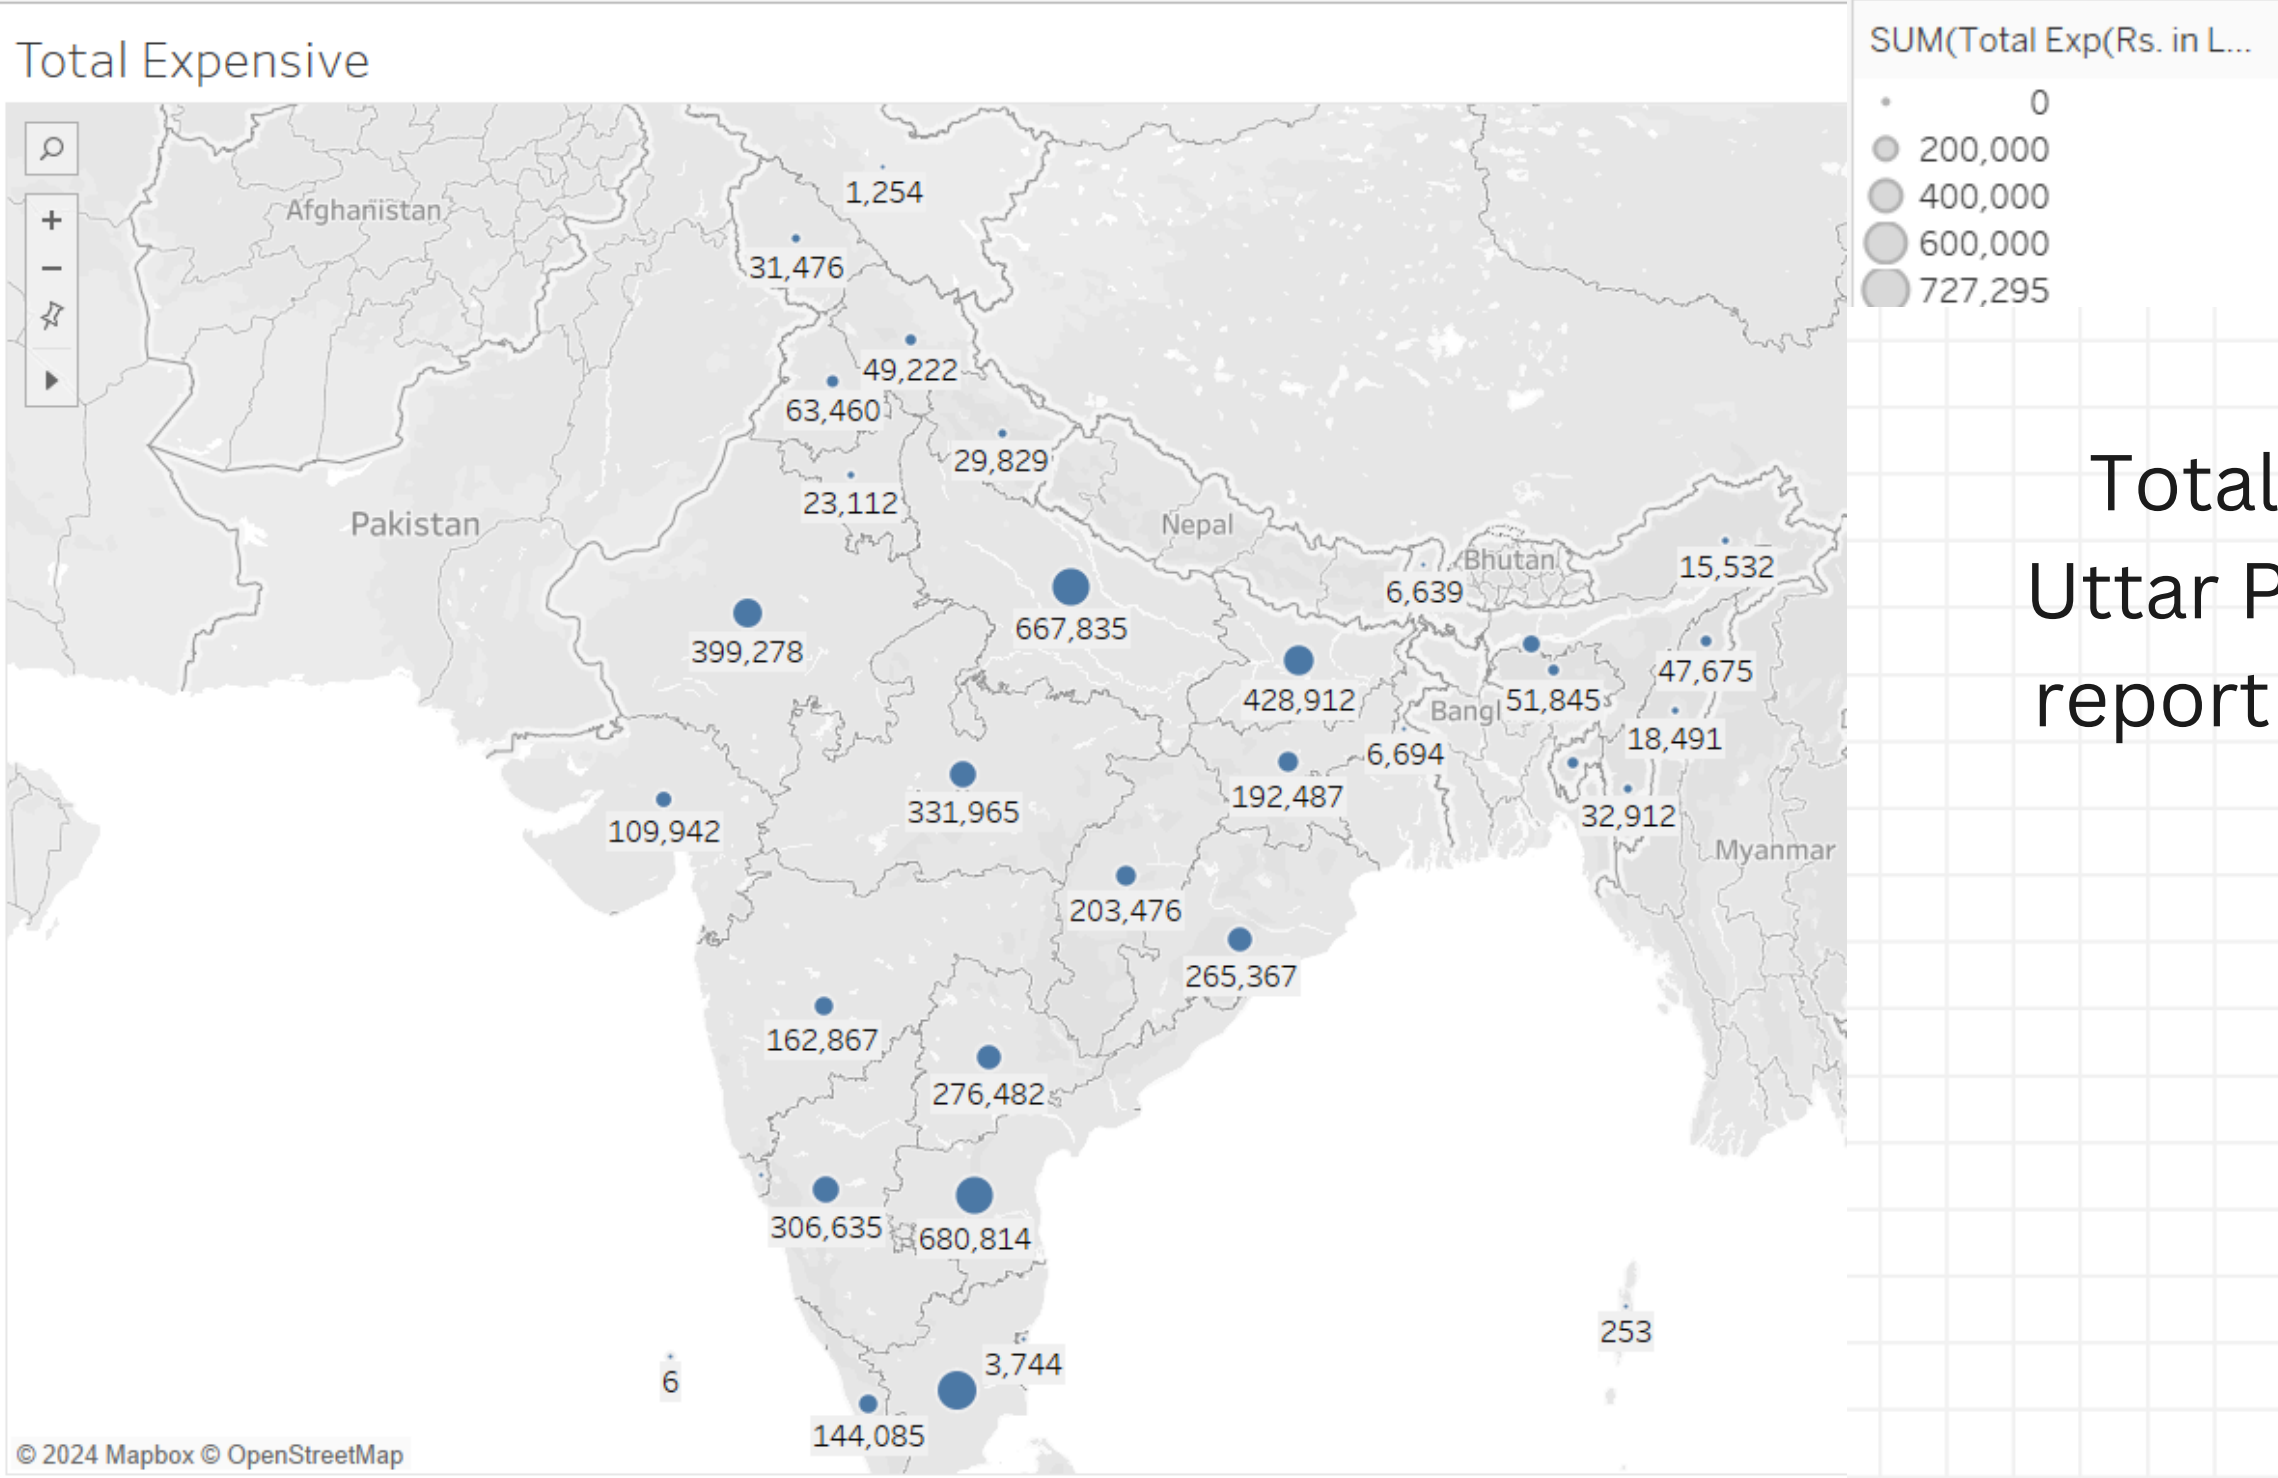 Total Expensive
SUM(Total Exp(Rs. in L...
0
200,000
400,000
600,000
727,295
1,254
Afghanistan
31,476
49,222
63,460
29,829
23,112
Pakistan
Nepal
Bhutan
15,532
6,639
667,835
399,278
47,675
428,912
51,845
Bangl
18,491
6,694
192,487
331,965
32,912
109,942
Myanmar
203,476
265,367
162,867
276,482
306,635
680,814
253
3,744
6
144,085
© 2024 Mapbox © OpenStreetMap
Total
Uttar P
report